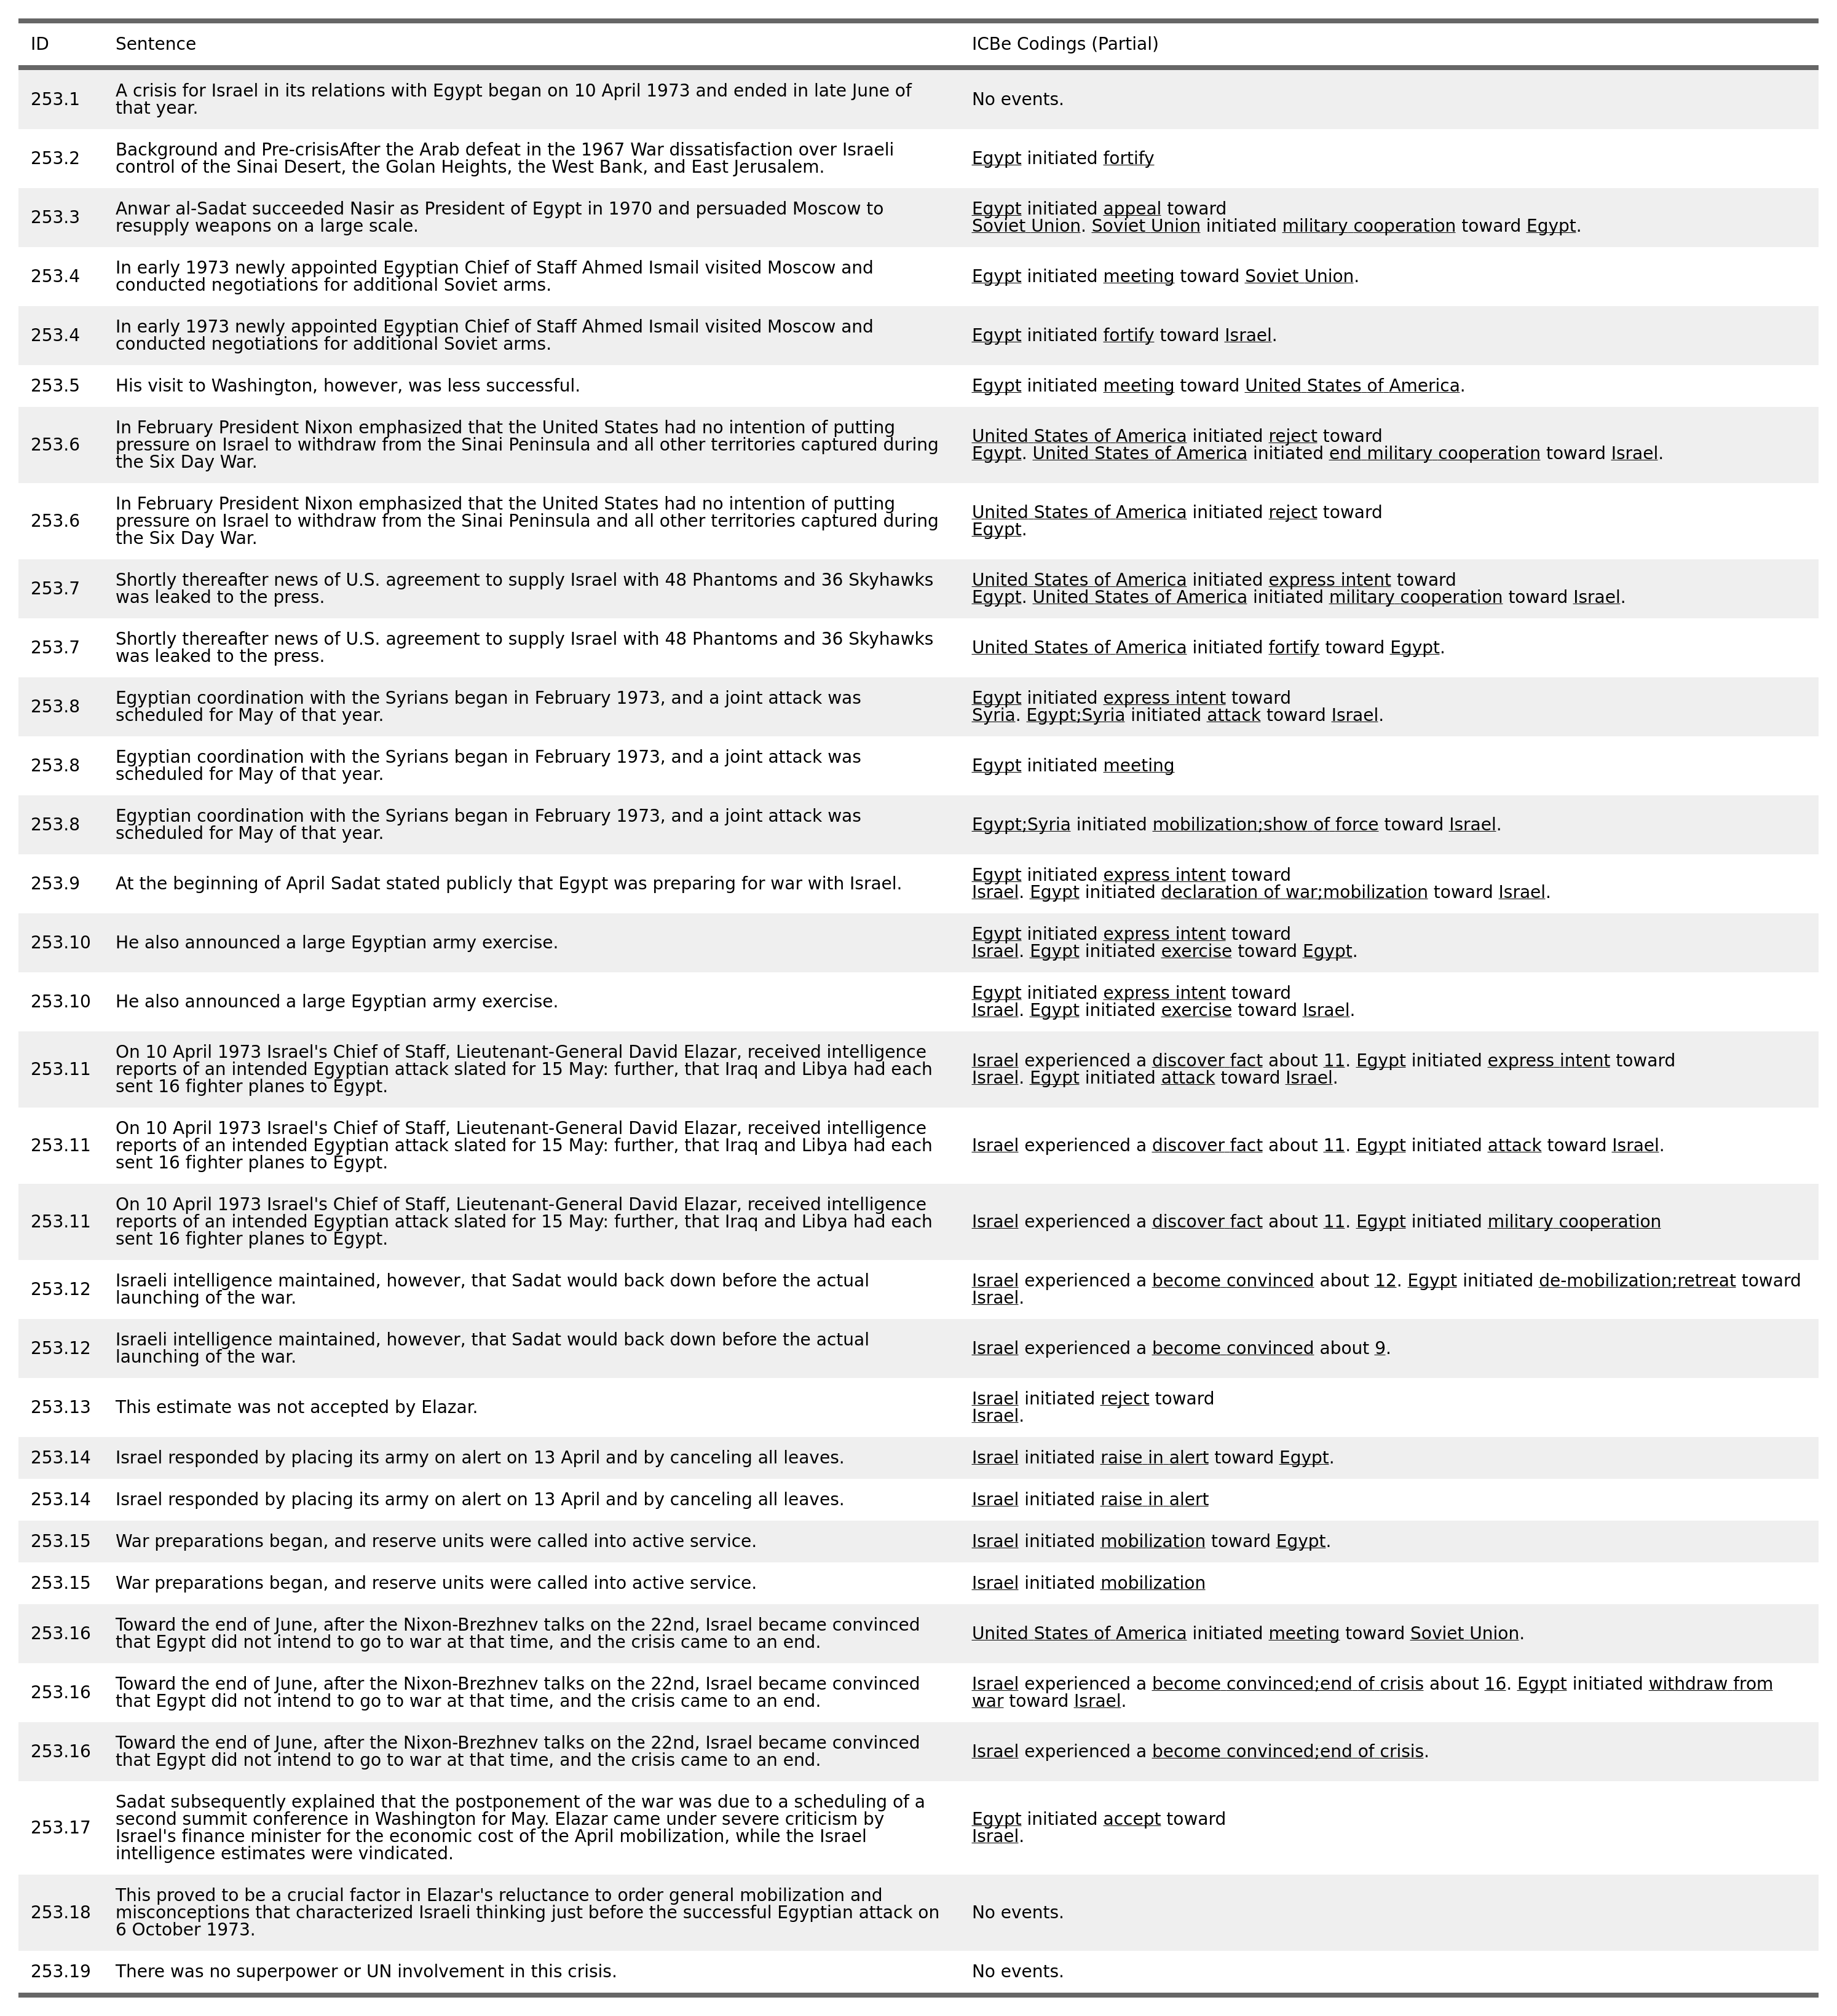 ID Sentence ICBe Codings (Partial)
253.1 A crisis for Israel in its relations with Egypt began on 10 April 1973 and ended in late June of
that year. No events.
253.2 Background and Pre-crisisAfter the Arab defeat in the 1967 War dissatisfaction over Israeli
control of the Sinai Desert, the Golan Heights, the West Bank, and East Jerusalem. Egypt initiated fortify
253.3 Anwar al-Sadat succeeded Nasir as President of Egypt in 1970 and persuaded Moscow to
resupply weapons on a large scale. Egypt initiated appeal toward
Soviet Union. Soviet Union initiated military cooperation toward Egypt.
253.4 In early 1973 newly appointed Egyptian Chief of Staff Ahmed Ismail visited Moscow and
conducted negotiations for additional Soviet arms. Egypt initiated meeting toward Soviet Union.
253.4 In early 1973 newly appointed Egyptian Chief of Staff Ahmed Ismail visited Moscow and
conducted negotiations for additional Soviet arms. Egypt initiated fortify toward Israel.
253.5 His visit to Washington, however, was less successful. Egypt initiated meeting toward United States of America.
253.6 In February President Nixon emphasized that the United States had no intention of putting
pressure on Israel to withdraw from the Sinai Peninsula and all other territories captured during
the Six Day War. United States of America initiated reject toward
Egypt. United States of America initiated end military cooperation toward Israel.
253.6 In February President Nixon emphasized that the United States had no intention of putting
pressure on Israel to withdraw from the Sinai Peninsula and all other territories captured during
the Six Day War. United States of America initiated reject toward
Egypt.
253.7 Shortly thereafter news of U.S. agreement to supply Israel with 48 Phantoms and 36 Skyhawks
was leaked to the press. United States of America initiated express intent toward
Egypt. United States of America initiated military cooperation toward Israel.
253.7 Shortly thereafter news of U.S. agreement to supply Israel with 48 Phantoms and 36 Skyhawks
was leaked to the press. United States of America initiated fortify toward Egypt.
253.8 Egyptian coordination with the Syrians began in February 1973, and a joint attack was
scheduled for May of that year. Egypt initiated express intent toward
Syria. Egypt;Syria initiated attack toward Israel.
253.8 Egyptian coordination with the Syrians began in February 1973, and a joint attack was
scheduled for May of that year. Egypt initiated meeting
253.8 Egyptian coordination with the Syrians began in February 1973, and a joint attack was
scheduled for May of that year. Egypt;Syria initiated mobilization;show of force toward Israel.
253.9 At the beginning of April Sadat stated publicly that Egypt was preparing for war with Israel. Egypt initiated express intent toward
Israel. Egypt initiated declaration of war;mobilization toward Israel.
253.10 He also announced a large Egyptian army exercise. Egypt initiated express intent toward
Israel. Egypt initiated exercise toward Egypt.
253.10 He also announced a large Egyptian army exercise. Egypt initiated express intent toward
Israel. Egypt initiated exercise toward Israel.
253.11 On 10 April 1973 Israel's Chief of Staff, Lieutenant-General David Elazar, received intelligence
reports of an intended Egyptian attack slated for 15 May: further, that Iraq and Libya had each
sent 16 fighter planes to Egypt. Israel experienced a discover fact about 11. Egypt initiated express intent toward
Israel. Egypt initiated attack toward Israel.
253.11 On 10 April 1973 Israel's Chief of Staff, Lieutenant-General David Elazar, received intelligence
reports of an intended Egyptian attack slated for 15 May: further, that Iraq and Libya had each
sent 16 fighter planes to Egypt. Israel experienced a discover fact about 11. Egypt initiated attack toward Israel.
253.11 On 10 April 1973 Israel's Chief of Staff, Lieutenant-General David Elazar, received intelligence
reports of an intended Egyptian attack slated for 15 May: further, that Iraq and Libya had each
sent 16 fighter planes to Egypt. Israel experienced a discover fact about 11. Egypt initiated military cooperation
253.12 Israeli intelligence maintained, however, that Sadat would back down before the actual
launching of the war. Israel experienced a become convinced about 12. Egypt initiated de-mobilization;retreat toward
Israel.
253.12 Israeli intelligence maintained, however, that Sadat would back down before the actual
launching of the war. Israel experienced a become convinced about 9.
253.13 This estimate was not accepted by Elazar. Israel initiated reject toward
Israel.
253.14 Israel responded by placing its army on alert on 13 April and by canceling all leaves. Israel initiated raise in alert toward Egypt.
253.14 Israel responded by placing its army on alert on 13 April and by canceling all leaves. Israel initiated raise in alert
253.15 War preparations began, and reserve units were called into active service. Israel initiated mobilization toward Egypt.
253.15 War preparations began, and reserve units were called into active service. Israel initiated mobilization
253.16 Toward the end of June, after the Nixon-Brezhnev talks on the 22nd, Israel became convinced
that Egypt did not intend to go to war at that time, and the crisis came to an end. United States of America initiated meeting toward Soviet Union.
253.16 Toward the end of June, after the Nixon-Brezhnev talks on the 22nd, Israel became convinced
that Egypt did not intend to go to war at that time, and the crisis came to an end. Israel experienced a become convinced;end of crisis about 16. Egypt initiated withdraw from
war toward Israel.
253.16 Toward the end of June, after the Nixon-Brezhnev talks on the 22nd, Israel became convinced
that Egypt did not intend to go to war at that time, and the crisis came to an end. Israel experienced a become convinced;end of crisis.
253.17 Sadat subsequently explained that the postponement of the war was due to a scheduling of a
second summit conference in Washington for May. Elazar came under severe criticism by
Israel's finance minister for the economic cost of the April mobilization, while the Israel
intelligence estimates were vindicated. Egypt initiated accept toward
Israel.
253.18 This proved to be a crucial factor in Elazar's reluctance to order general mobilization and
misconceptions that characterized Israeli thinking just before the successful Egyptian attack on
6 October 1973. No events.
253.19 There was no superpower or UN involvement in this crisis. No events.